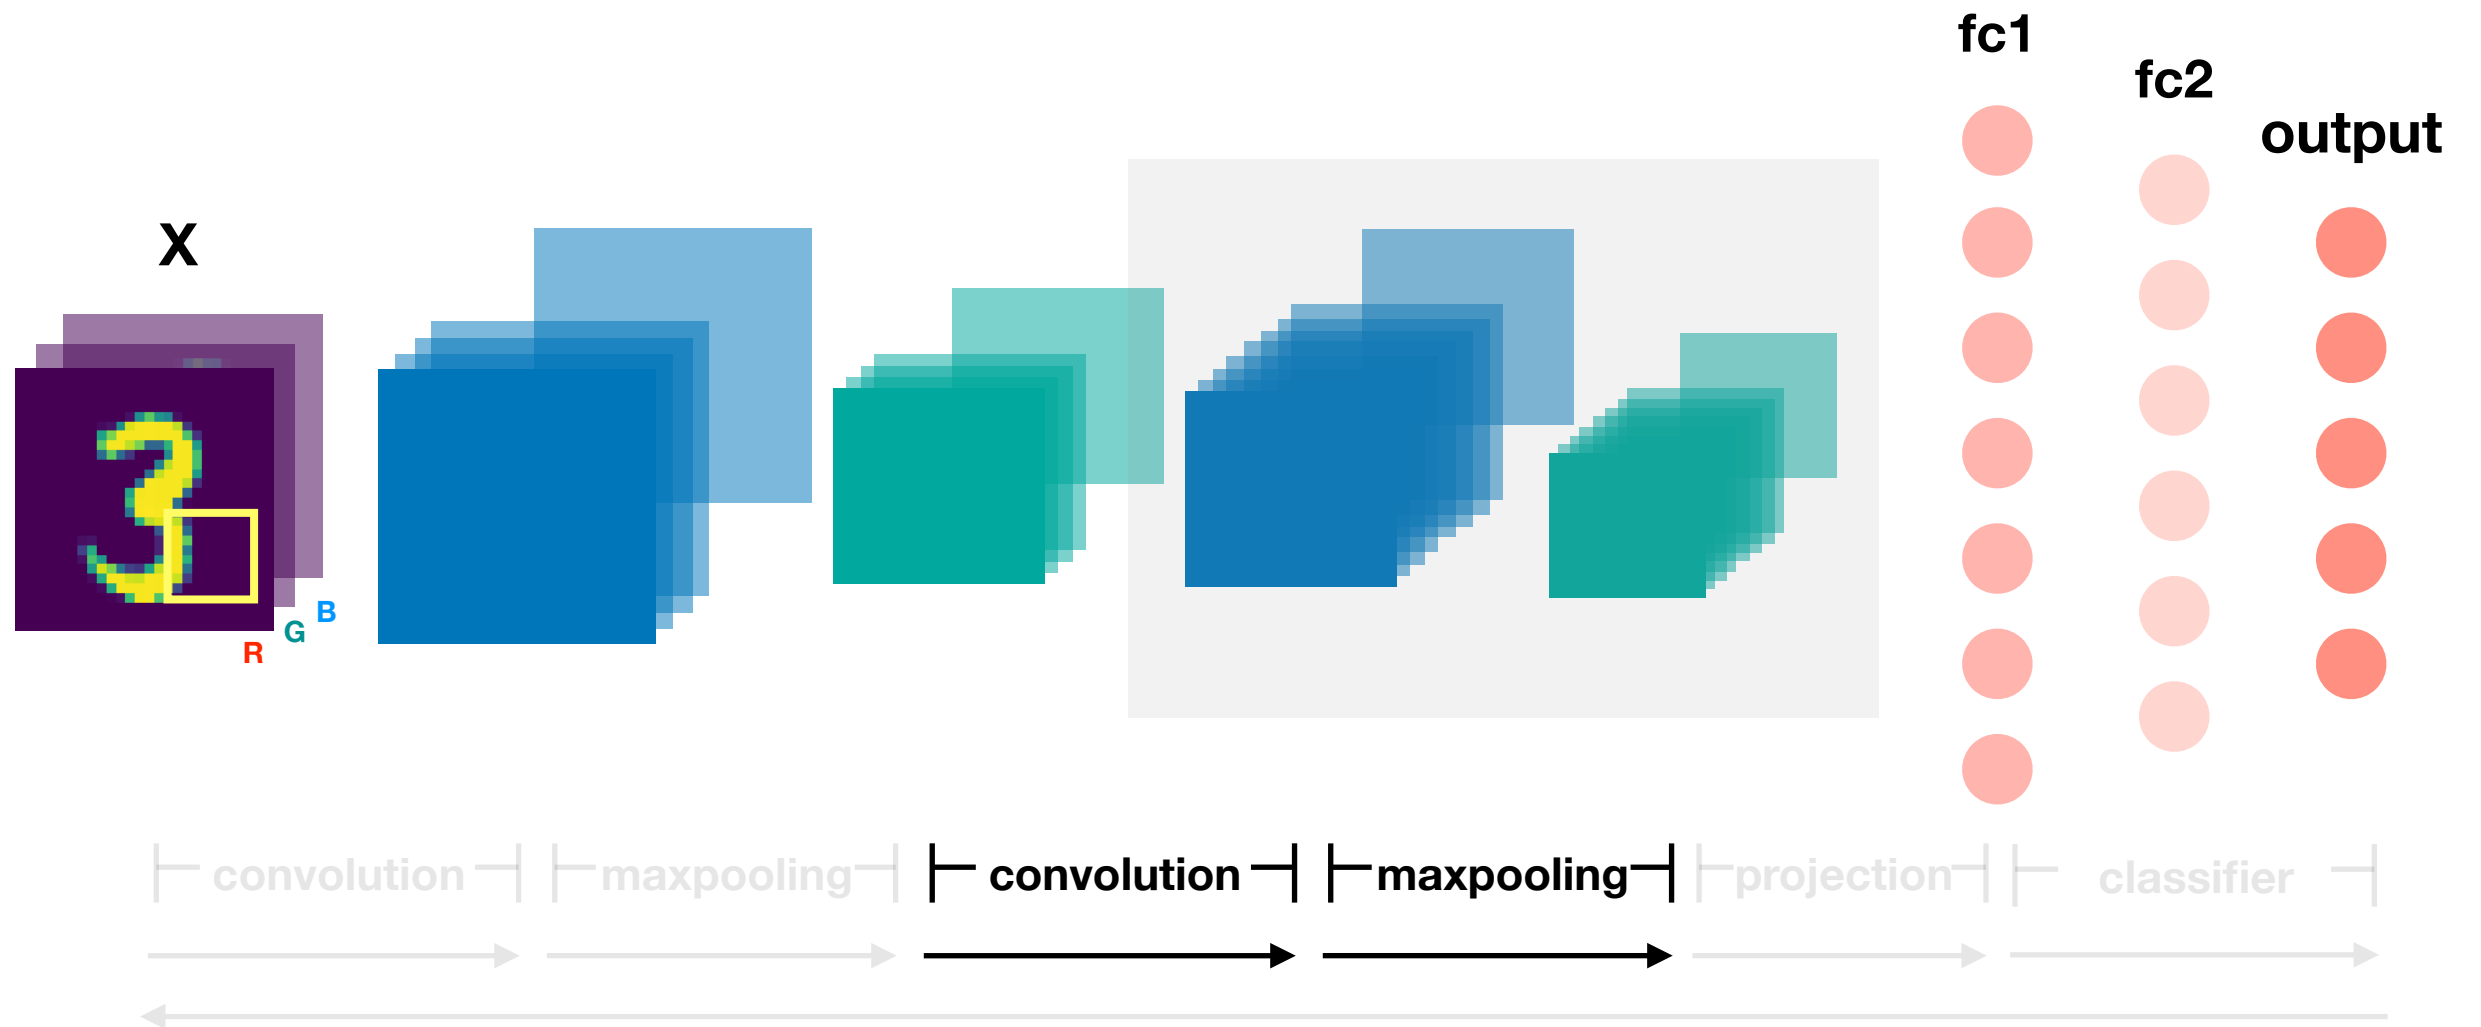 fc1
fc2
output
X
B
G
R
convolution
maxpooling
convolution
maxpooling
projection
classifier